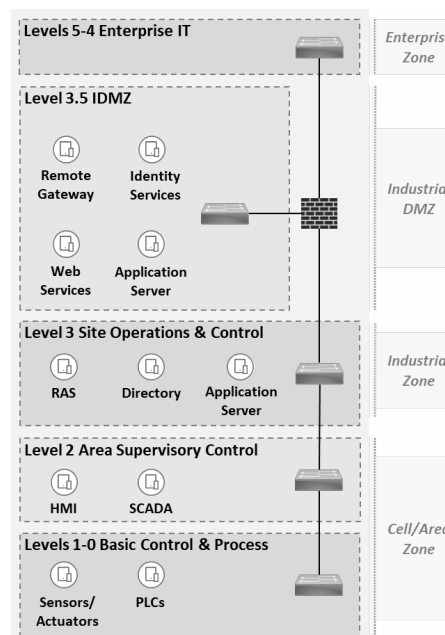 Levels 5-4 Enterprise IT
Enterpris
Zone
Level 3.5 IDMZ
Remote
Gateway
Identity
Services
Web
Services
Application
Server
Industria
DMZ
Level 3 Site Operations & Control
RAS
Directory
Application
Server
Industria
Zone
Level 2 Area Supervisory Control
HMI
SCADA
Levels 1-0 Basic Control & Process
Sensors/
Actuators
PLCs
Cell/Area
Zone